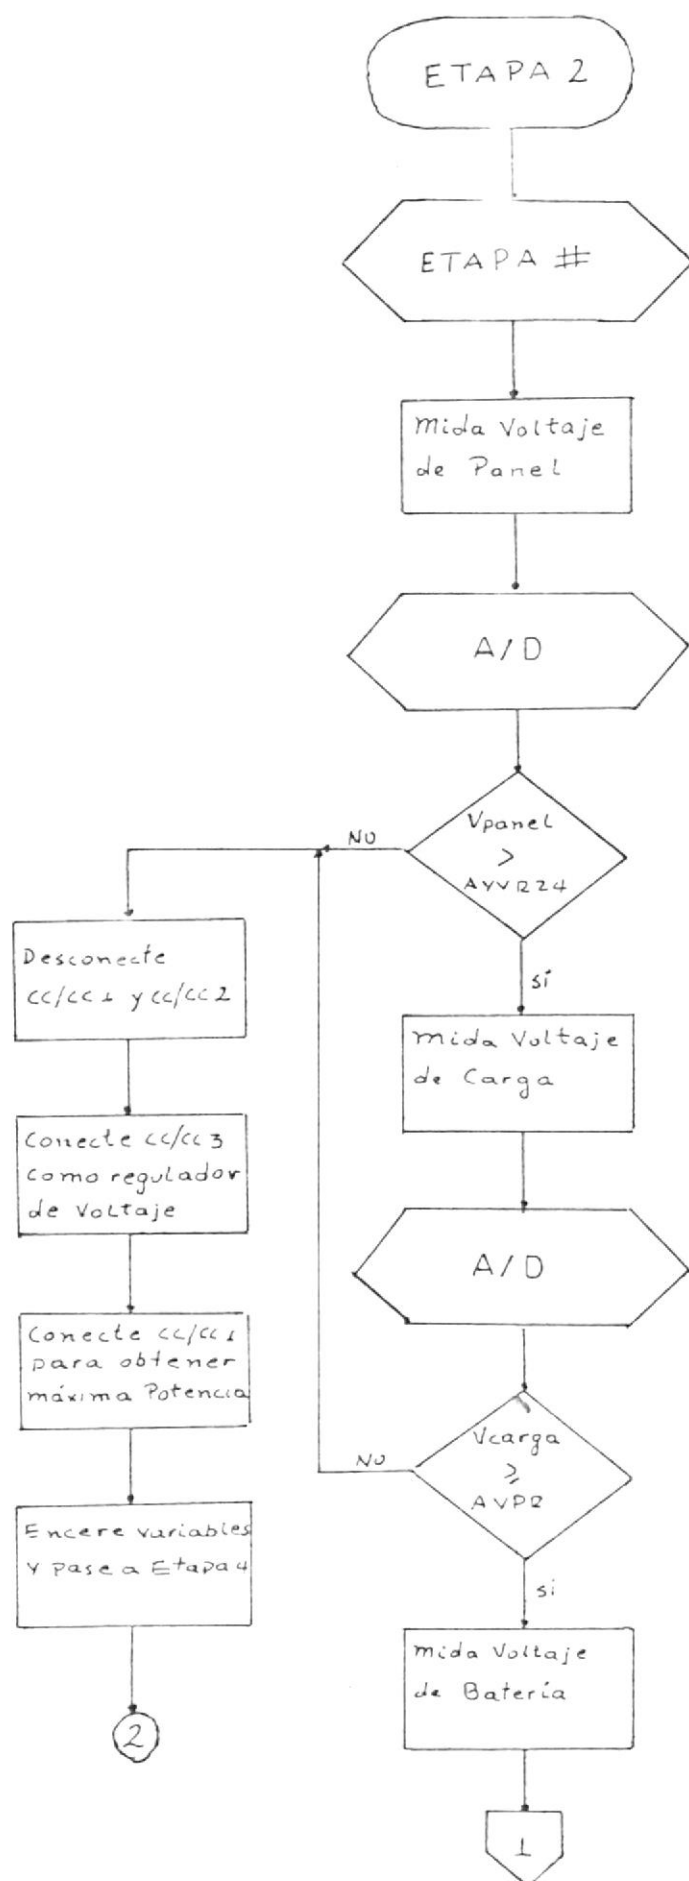 ETAPA 2
ETAPA #
Mida Voltaje
de Panel
A/D
Vpanel
>
AVVR24
NO
sí
Desconecte
CC/CC1 y CC/CC2
Mida Voltaje
de Carga
Conecte CC/CC3
como regulador
de Voltaje
A/D
Conecte CC/CC1
para obtener
máxima Potencia
Vcarga
≥
AVPR
NO
sí
Encere variables
y pase a Etapa 4
Mida Voltaje
de Batería
2
1